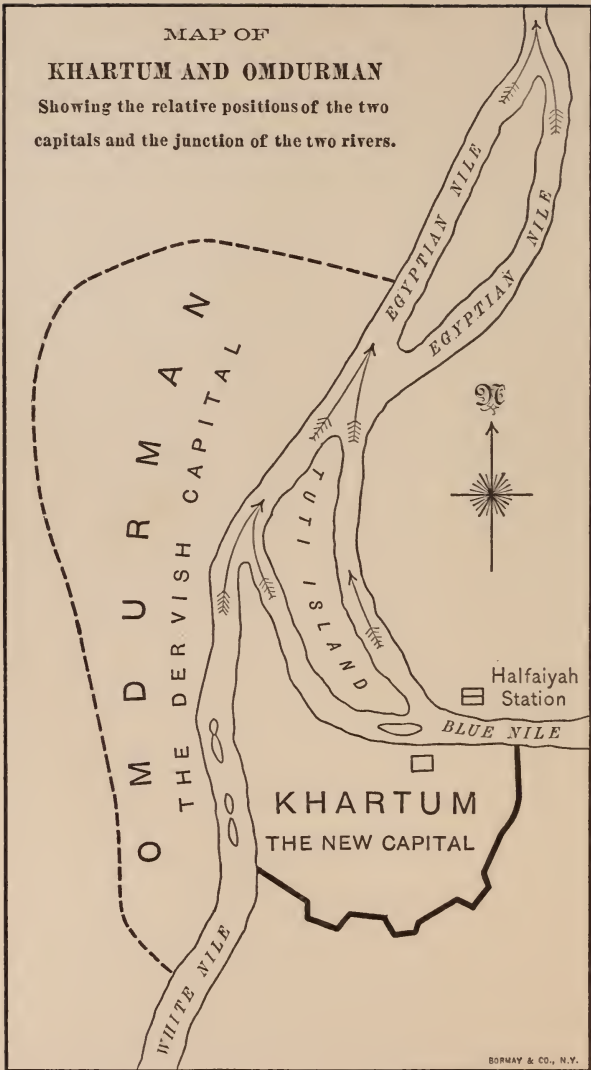 MAP OF
KHARTUM AND OMDURMAN
Showing the relative positions of the two
capitals and the junction of the two rivers.
EGYPTIAN NILE
EGYPTIAN NILE
N
OMDURMAN
THE DERVISH CAPITAL
TUTI ISLAND
Halfaiyah
Station
BLUE NILE
KHARTUM
THE NEW CAPITAL
WHITE NILE
BORMAY & CO., N.Y.